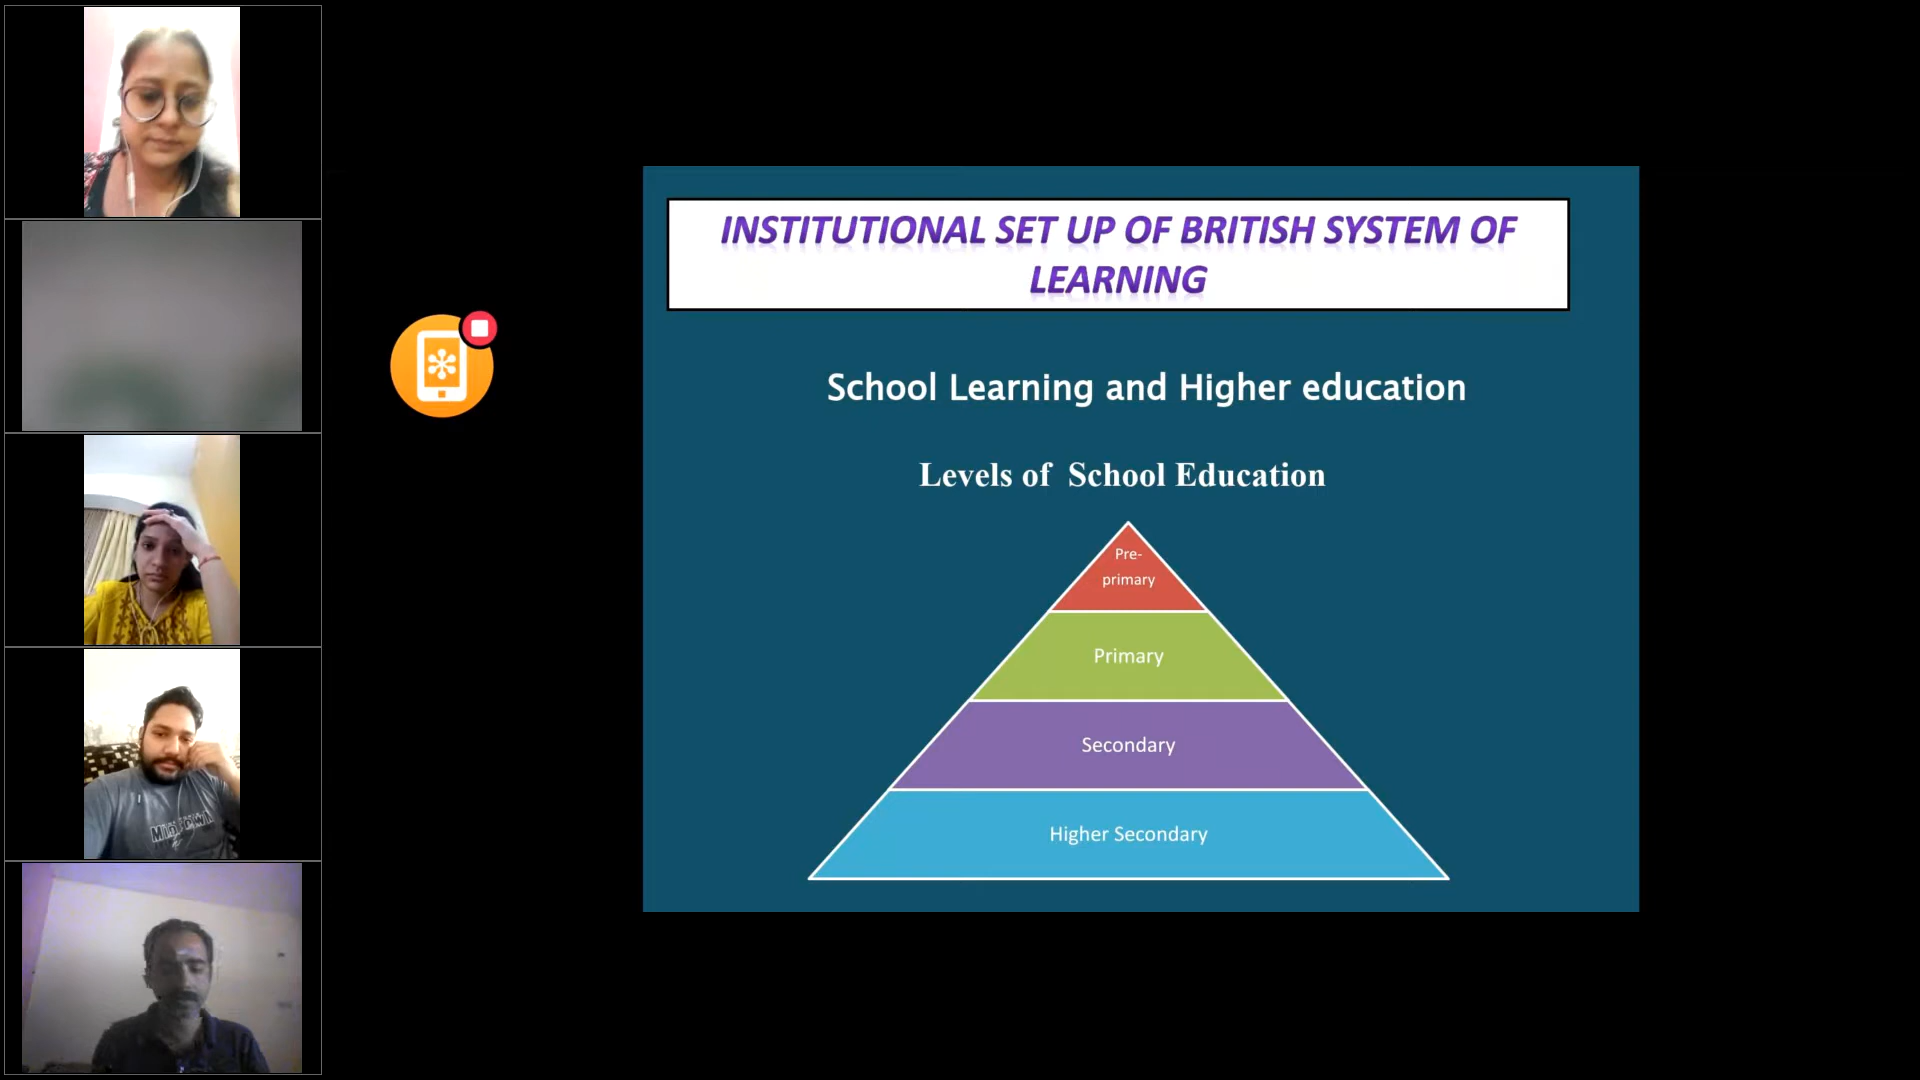 INSTITUTIONAL SET UP OF BRITISH SYSTEM OF
LEARNING
School Learning and Higher education
Levels of School Education
Pre-
primary
Primary
Secondary
Higher Secondary